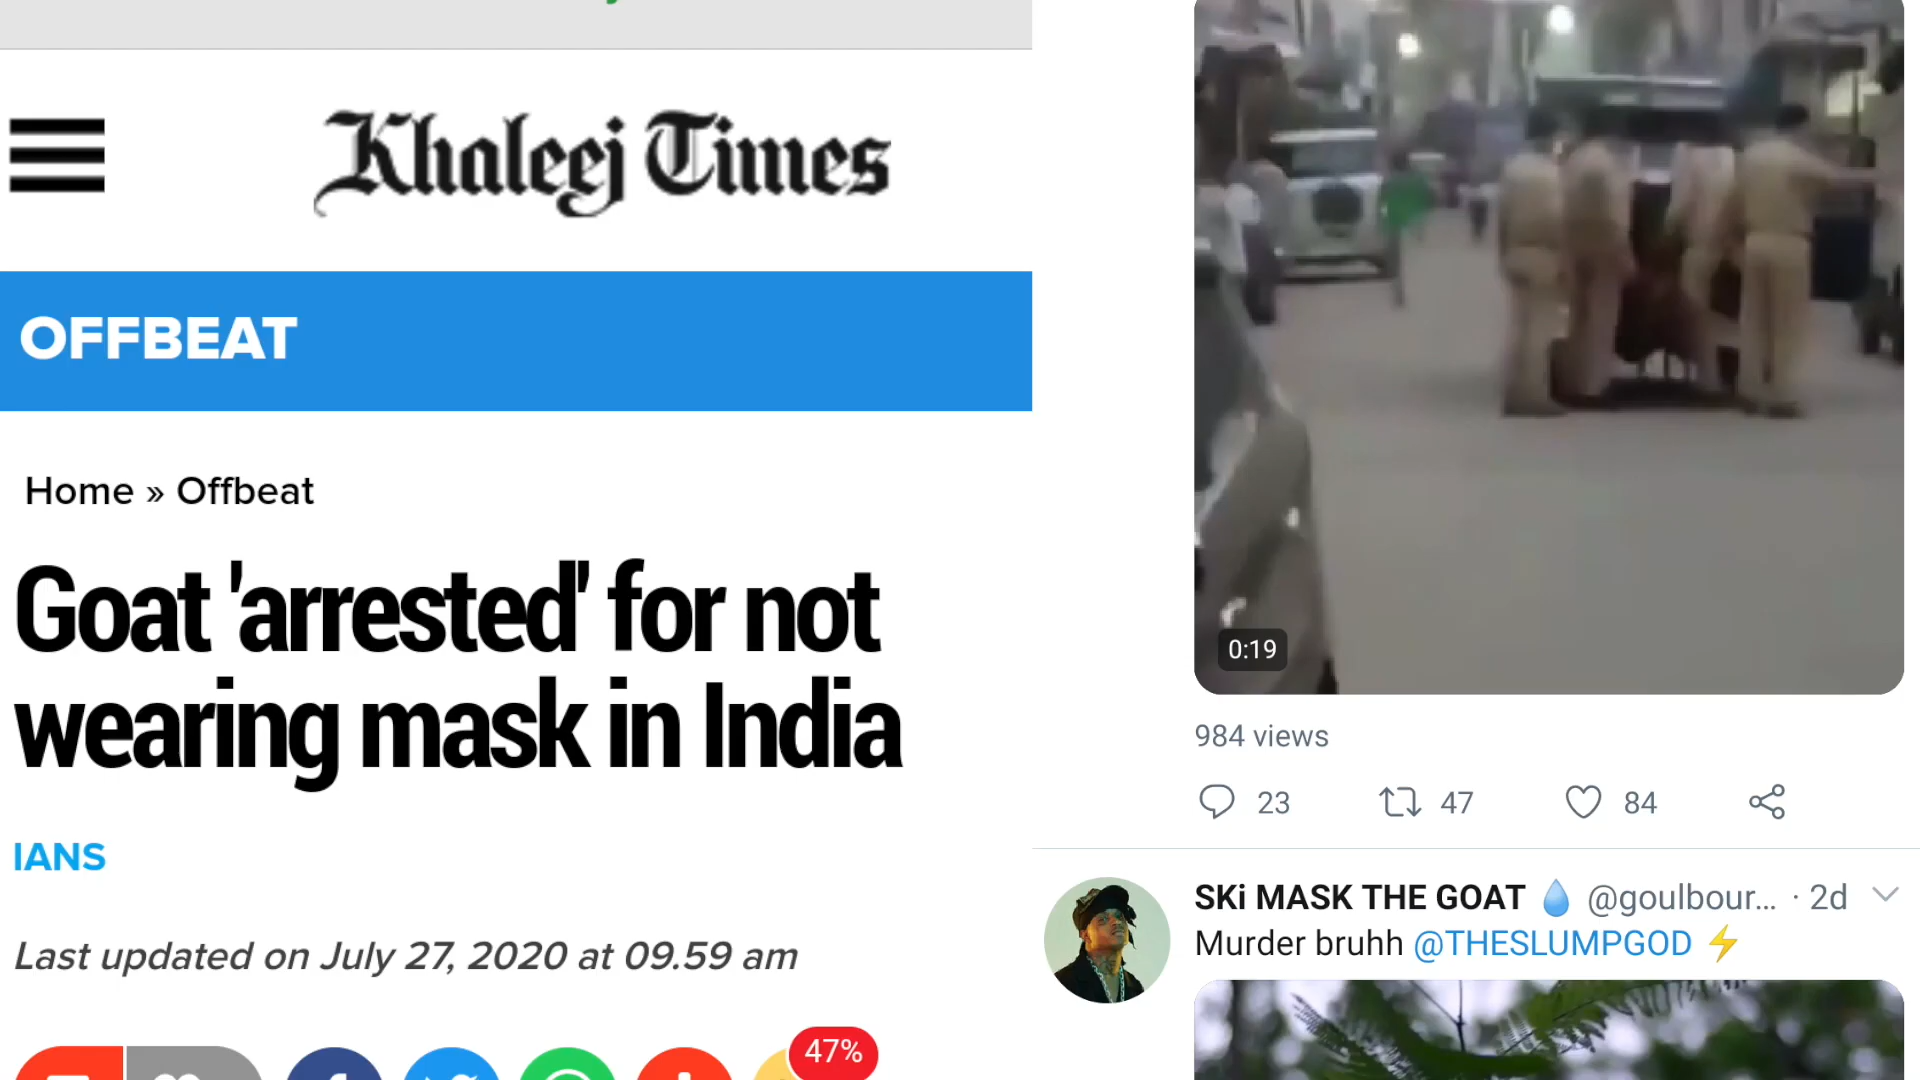 Khaleej Times
OFFBEAT
Home » Offbeat
Goat 'arrested' for not
wearing mask in India
IANS
Last updated on July 27, 2020 at 09.59 am
47%
0:19
984 views
23 47 84
SKi MASK THE GOAT 💧 @goulbour... · 2d
Murder bruhh @THESLUMPGOD ⚡